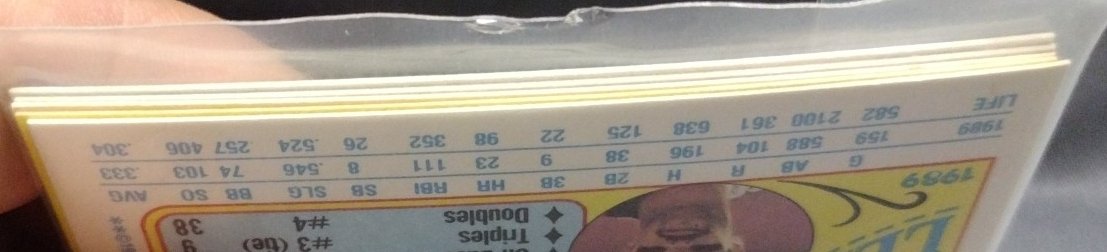 Triples #3 (tie) 9
Doubles #4 38
1989
G AB R H 2B 3B HR RBI SB SLG BB SO AVG
1989 159 588 104 196 38 9 23 111 8 .546 74 103 .333
LIFE 582 2100 361 638 125 22 98 352 26 .524 257 406 .304